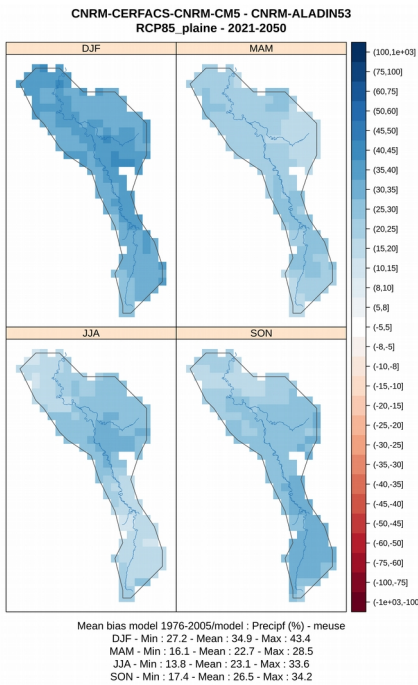 CNRM-CERFACS-CNRM-CM5 - CNRM-ALADIN53
RCP85_plaine - 2021-2050
DJF
MAM
JJA
SON
(100,1e+03]
(75,100]
(60,75]
(50,60]
(45,50]
(40,45]
(35,40]
(30,35]
(25,30]
(20,25]
(15,20]
(10,15]
(8,10]
(5,8]
(-5,5]
(-8,-5]
(-10,-8]
(-15,-10]
(-20,-15]
(-25,-20]
(-30,-25]
(-35,-30]
(-40,-35]
(-45,-40]
(-50,-45]
(-60,-50]
(-75,-60]
(-100,-75]
(-1e+03,-100
Mean bias model 1976-2005/model : Precipf (%) - meuse
DJF - Min : 27.2 - Mean : 34.9 - Max : 43.4
MAM - Min : 16.1 - Mean : 22.7 - Max : 28.5
JJA - Min : 13.8 - Mean : 23.1 - Max : 33.6
SON - Min : 17.4 - Mean : 26.5 - Max : 34.2